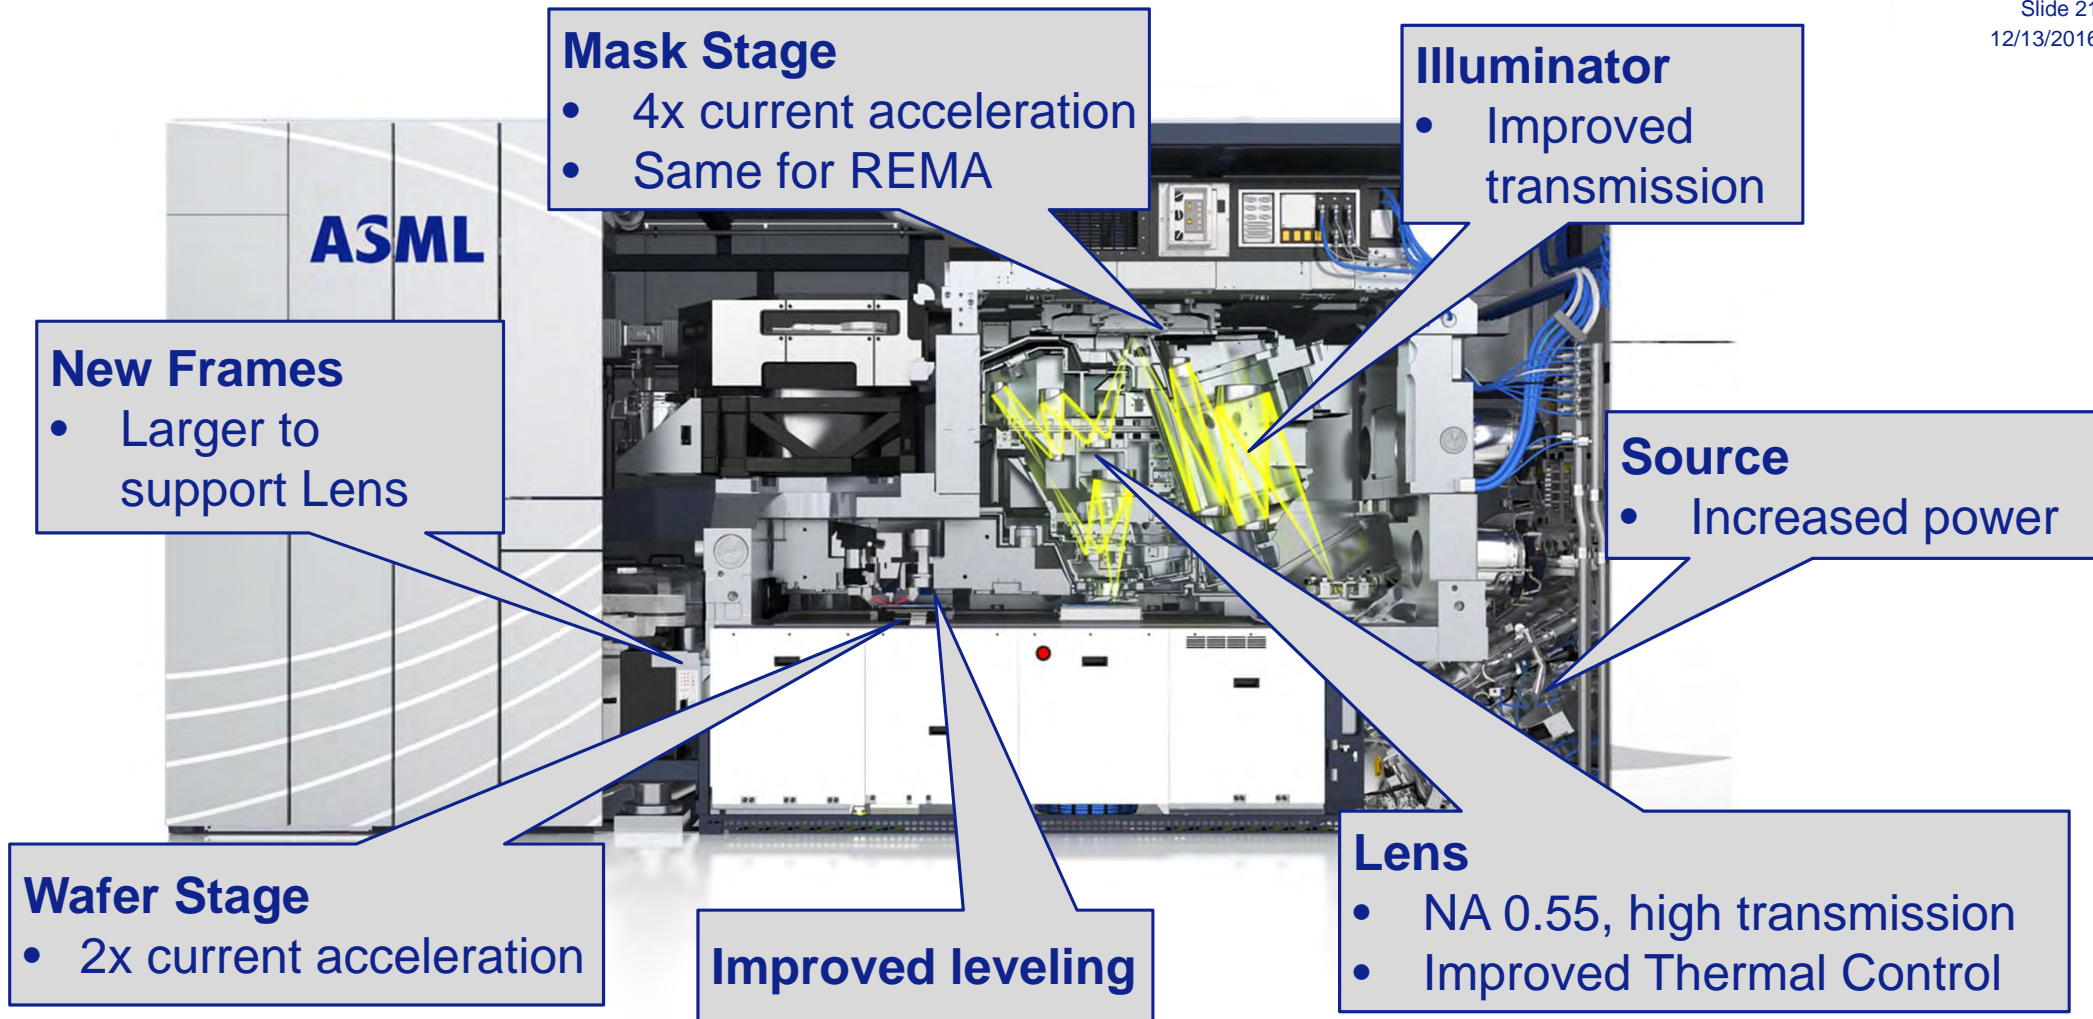 Slide 21
12/13/2016
Mask Stage
• 4x current acceleration
• Same for REMA
Illuminator
• Improved
transmission
ASML
New Frames
• Larger to
support Lens
Source
• Increased power
Wafer Stage
• 2x current acceleration
Improved leveling
Lens
• NA 0.55, high transmission
• Improved Thermal Control